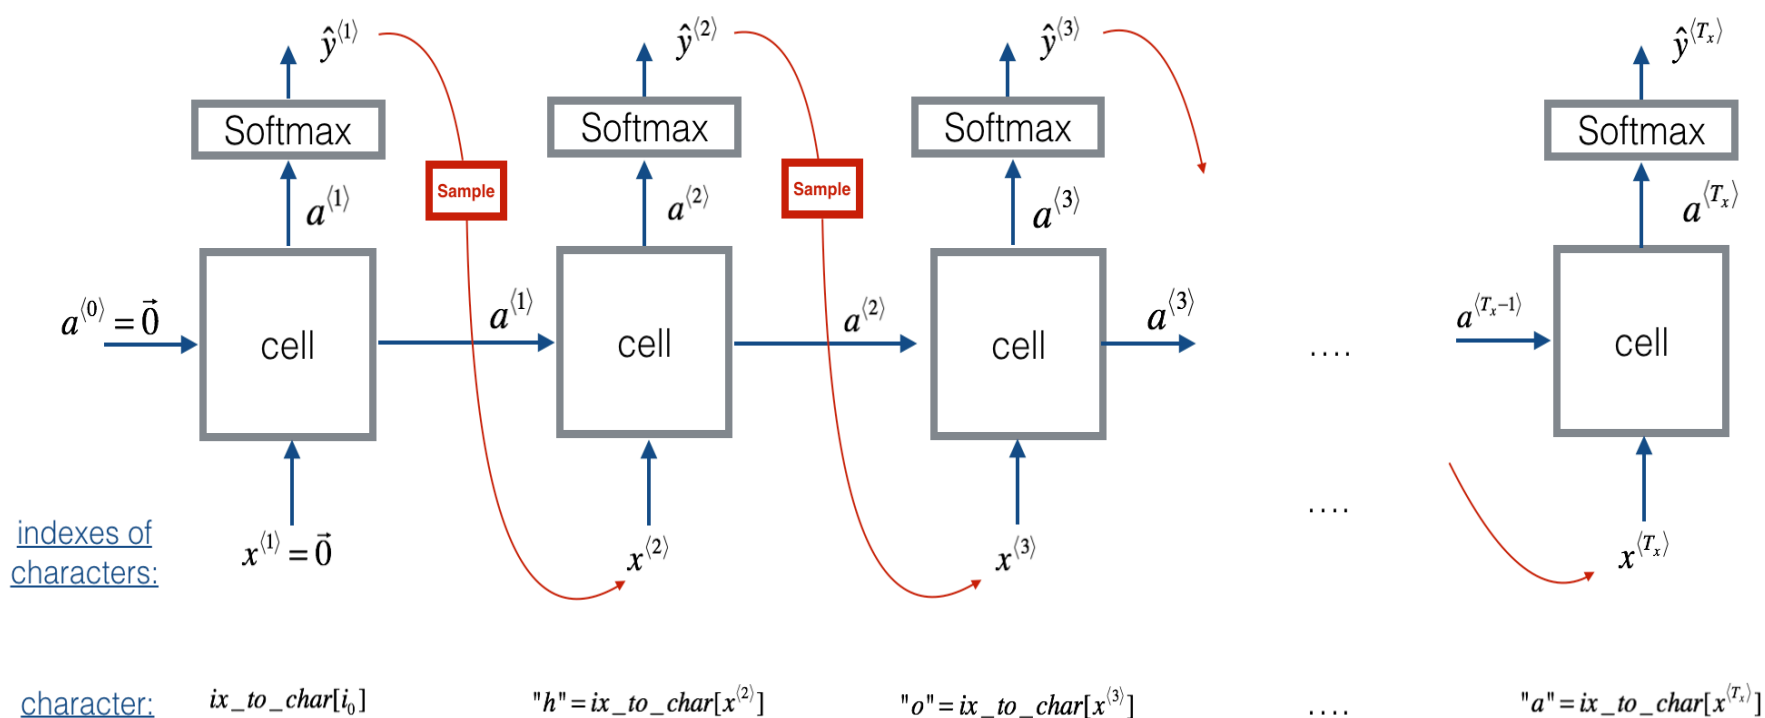 ŷ⟨1⟩ ŷ⟨2⟩ ŷ⟨3⟩ ŷ⟨Tₓ⟩
Softmax Softmax Softmax Softmax
Sample Sample
a⟨1⟩ a⟨2⟩ a⟨3⟩ a⟨Tₓ⟩
a⟨0⟩ = 0⃗ a⟨1⟩ a⟨2⟩ a⟨3⟩ a⟨Tₓ−1⟩
cell cell cell .... cell
....
indexes of
characters:
x⟨1⟩ = 0⃗ x⟨2⟩ x⟨3⟩ x⟨Tₓ⟩
character: ix_to_char[i₀] "h"=ix_to_char[x⟨2⟩] "o"=ix_to_char[x⟨3⟩] .... "a"=ix_to_char[x⟨Tₓ⟩]